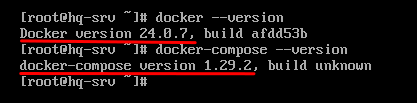 [root@hq-srv ~]# docker --version
Docker version 24.0.7, build afdd53b
[root@hq-srv ~]# docker-compose --version
docker-compose version 1.29.2, build unknown
[root@hq-srv ~]#